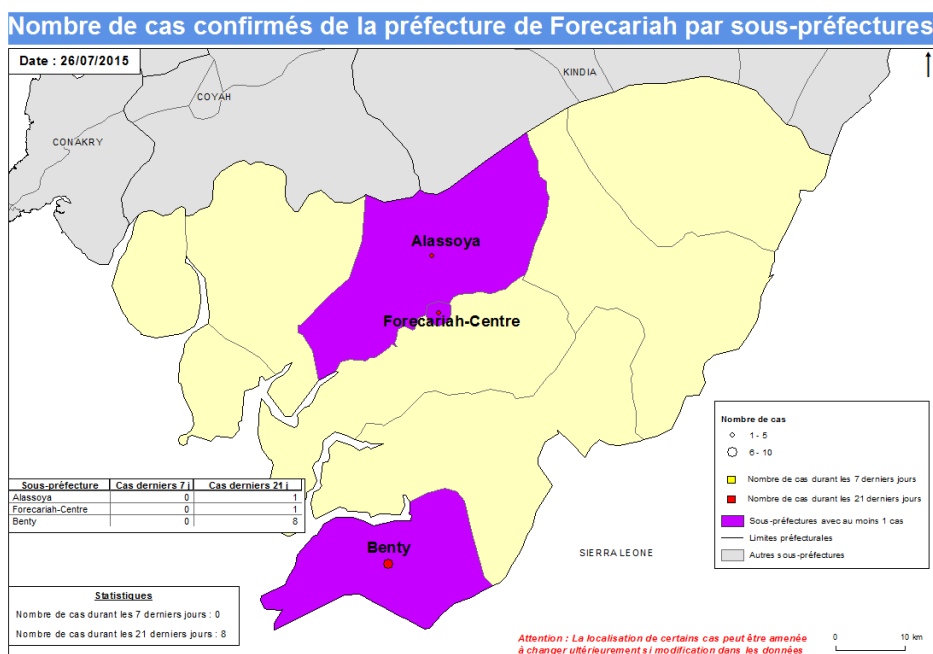 Nombre de cas confirmés de la préfecture de Forecariah par sous-préfectures
Date : 26/07/2015
KINDIA
COYAH
CONAKRY
Alassoya
Forecariah-Centre
Nombre de cas
1 - 5
6 - 10
Nombre de cas durant les 7 derniers jours
Nombre de cas durant les 21 derniers jours
Sous-préfectures avec au moins 1 cas
Limites préfecturales
Autres sous-préfectures
Sous-préfecture Cas derniers 7 j Cas derniers 21 j
Alassoya 0 1
Forecariah-Centre 0 1
Benty 0 8
Benty
SIERRA LEONE
Statistiques
Nombre de cas durant les 7 derniers jours : 0
Nombre de cas durant les 21 derniers jours : 8
Attention : La localisation de certains cas peut être amenée
à changer ultérieurement si modification dans les données
0 10 km